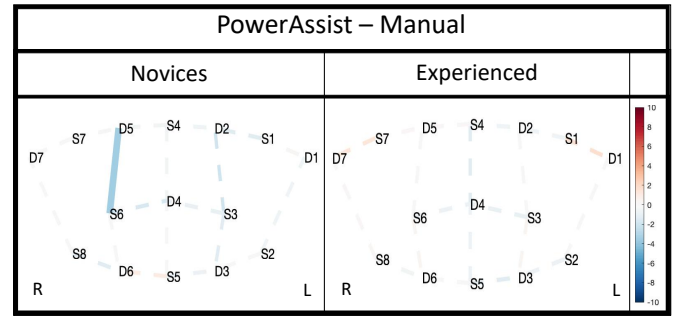 PowerAssist – Manual
Novices Experienced
S7 D5 S4 D2 S1
D7 D1
S6 D4 S3
S8 D6 S5 D3 S2
R L
S7 D5 S4 D2 S1
D7 D1
S6 D4 S3
S8 D6 S5 D3 S2
R L
10
8
6
4
2
0
-2
-4
-6
-8
-10